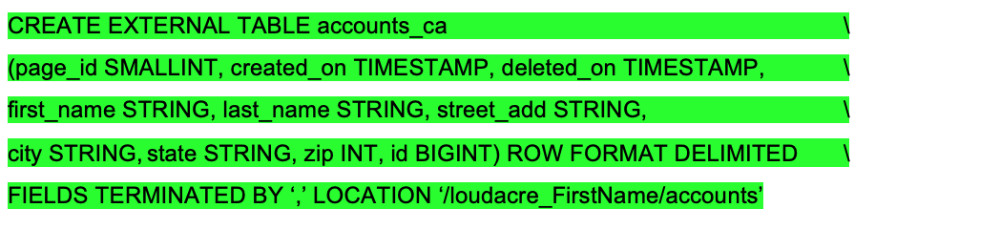 CREATE EXTERNAL TABLE accounts_ca \
(page_id SMALLINT, created_on TIMESTAMP, deleted_on TIMESTAMP, \
first_name STRING, last_name STRING, street_add STRING, \
city STRING, state STRING, zip INT, id BIGINT) ROW FORMAT DELIMITED \
FIELDS TERMINATED BY ‘,’ LOCATION ‘/loudacre_FirstName/accounts’